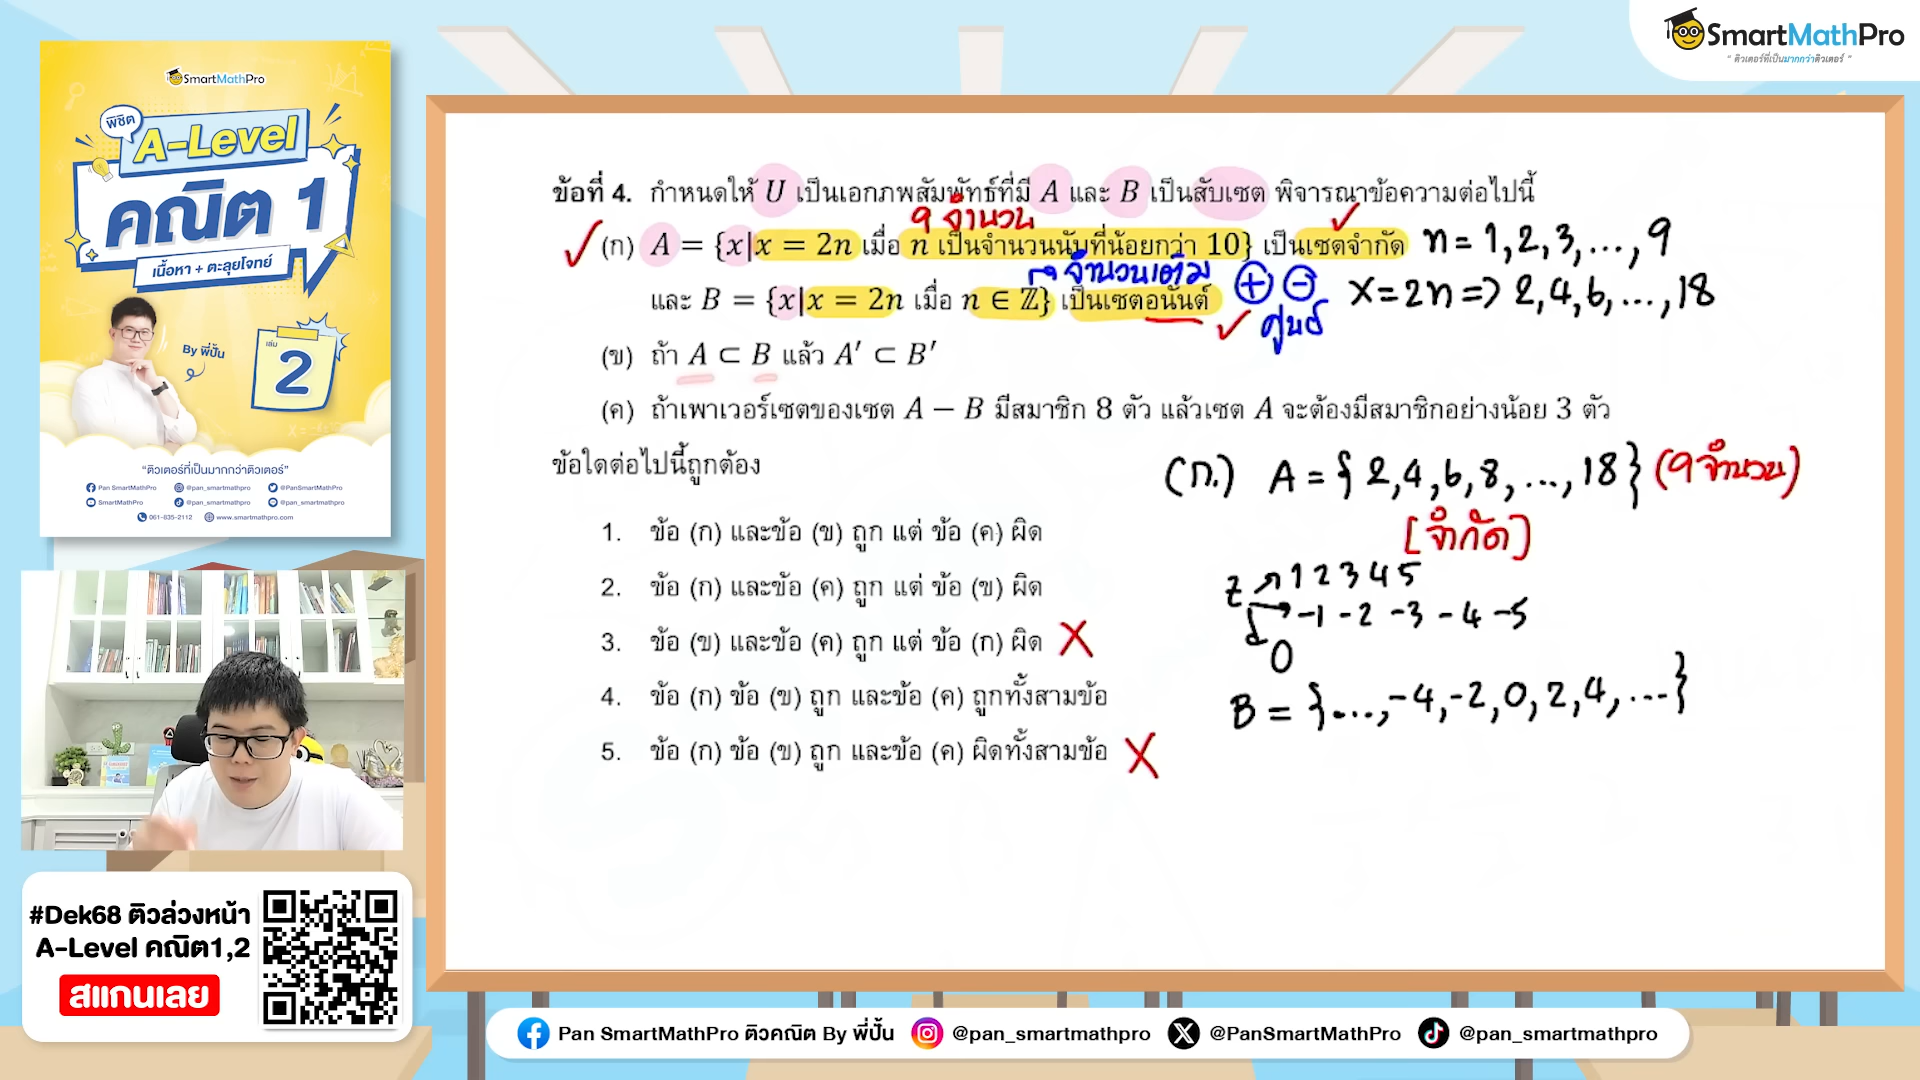 SmartMathPro
" ติวเตอร์ที่เป็นมากกว่าติวเตอร์ "
SmartMathPro
พิชิต
A-Level
คณิต 1
เนื้อหา + ตะลุยโจทย์
By พี่ปั้น
เล่ม
2
"ติวเตอร์ที่เป็นมากกว่าติวเตอร์"
Pan SmartMathPro @pan_smartmathpro @PanSmartMathPro
SmartMathPro @pan_smartmathpro @pan_smartmathpro
061-835-2112 www.smartmathpro.com
ข้อที่ 4. กำหนดให้ U เป็นเอกภพสัมพัทธ์ที่มี A และ B เป็นสับเซต พิจารณาข้อความต่อไปนี้
9 จำนวน
(ก) A = {x|x = 2n เมื่อ n เป็นจำนวนนับที่น้อยกว่า 10} เป็นเซตจำกัด n = 1, 2, 3, ..., 9
จำนวนเต็ม
และ B = {x|x = 2n เมื่อ n ∈ ℤ} เป็นเซตอนันต์ + - x = 2n => 2, 4, 6, ..., 18
ศูนย์
(ข) ถ้า A ⊂ B แล้ว A′ ⊂ B′
(ค) ถ้าเพาเวอร์เซตของเซต A − B มีสมาชิก 8 ตัว แล้วเซต A จะต้องมีสมาชิกอย่างน้อย 3 ตัว
ข้อใดต่อไปนี้ถูกต้อง
1. ข้อ (ก) และข้อ (ข) ถูก แต่ ข้อ (ค) ผิด
2. ข้อ (ก) และข้อ (ค) ถูก แต่ ข้อ (ข) ผิด
3. ข้อ (ข) และข้อ (ค) ถูก แต่ ข้อ (ก) ผิด X
4. ข้อ (ก) ข้อ (ข) ถูก และข้อ (ค) ถูกทั้งสามข้อ
5. ข้อ (ก) ข้อ (ข) ถูก และข้อ (ค) ผิดทั้งสามข้อ X
(ก.) A = { 2, 4, 6, 8, ..., 18 } (9 จำนวน)
[จำกัด]
1 2 3 4 5
Z -1 -2 -3 -4 -5
0
B = {..., -4, -2, 0, 2, 4, ...}
#Dek68 ติวล่วงหน้า
A-Level คณิต1,2
สแกนเลย
Pan SmartMathPro ติวคณิต By พี่ปั้น @pan_smartmathpro @PanSmartMathPro @pan_smartmathpro